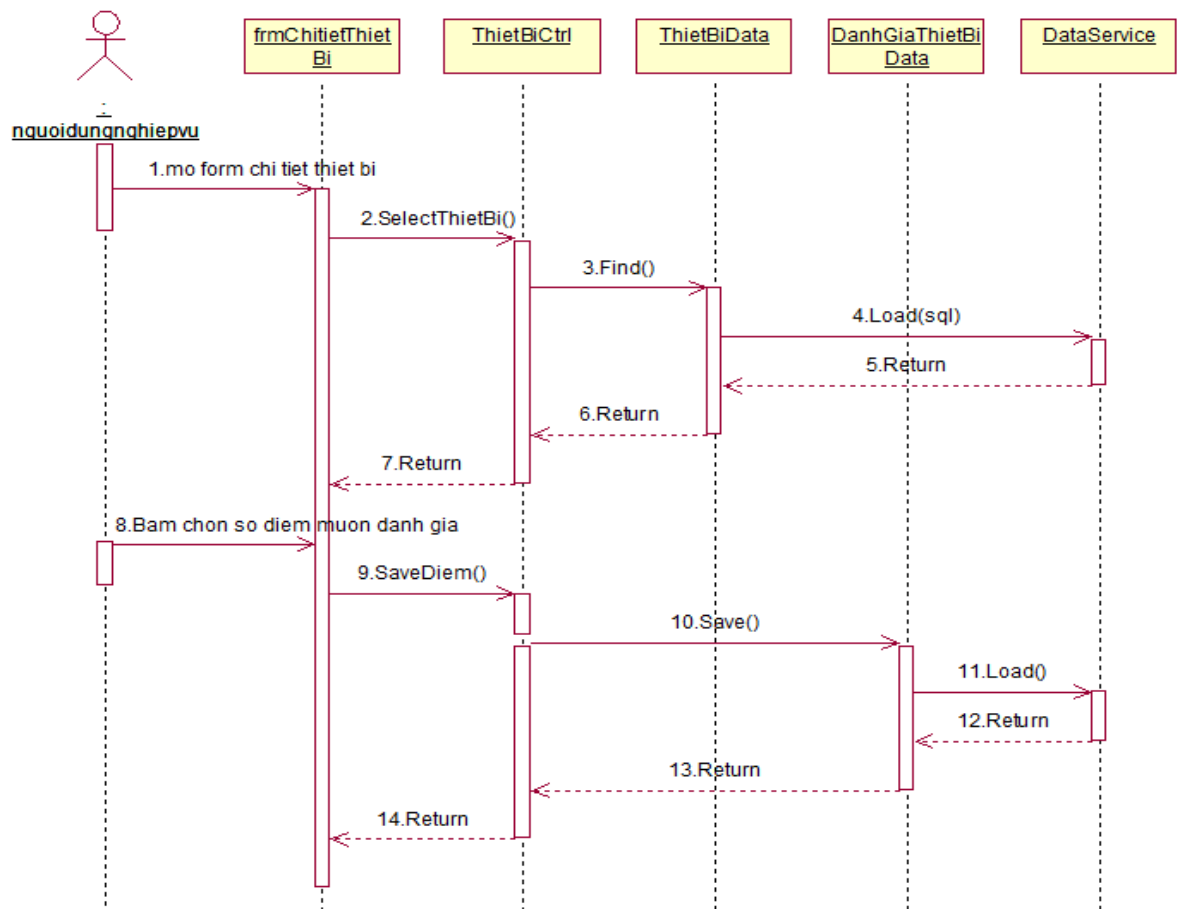 frmChitietThiet
Bi
ThietBiCtrl
ThietBiData
DanhGiaThietBi
Data
DataService
:
nguoidungnghiepvu
1.mo form chi tiet thiet bi
2.SelectThietBi()
3.Find()
4.Load(sql)
5.Return
6.Return
7.Return
8.Bam chon so diem muon danh gia
9.SaveDiem()
10.Save()
11.Load()
12.Return
13.Return
14.Return